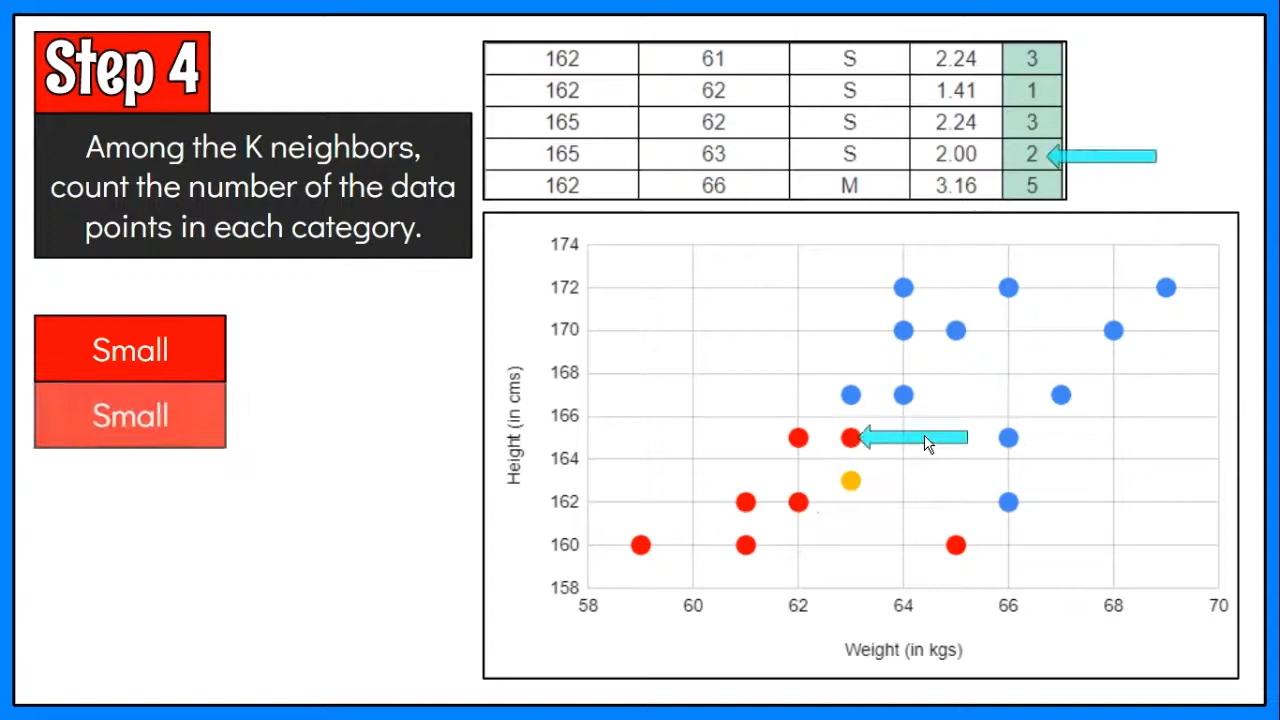 Step 4
Among the K neighbors,
count the number of the data
points in each category.
Small
Small
162 61 S 2.24 3
162 62 S 1.41 1
165 62 S 2.24 3
165 63 S 2.00 2
162 66 M 3.16 5
174
172
170
168
166
164
162
160
158
Height (in cms)
58 60 62 64 66 68 70
Weight (in kgs)